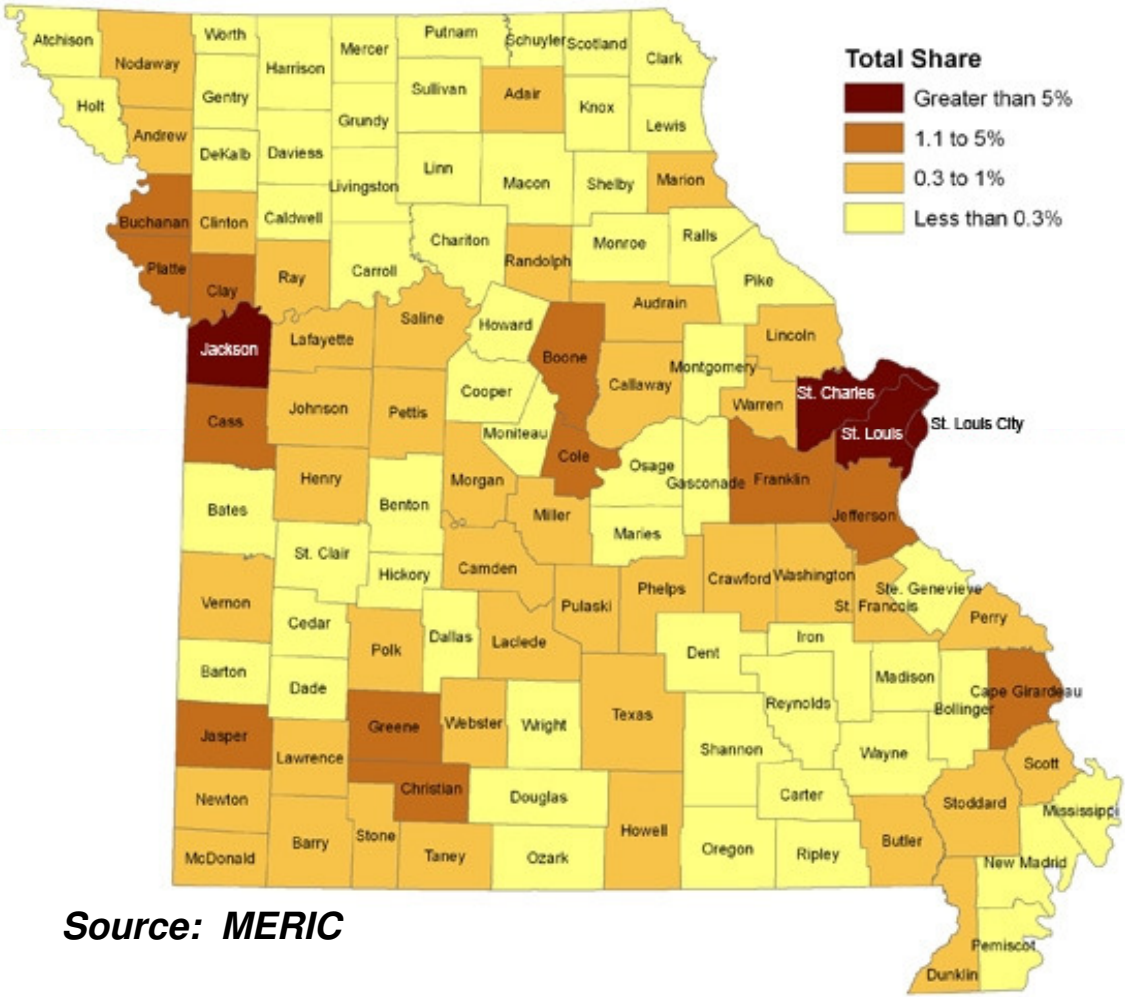 Atchison
Nodaway
Worth
Harrison
Mercer
Putnam
Schuyler
Scotland
Clark
Holt
Gentry
Sullivan
Adair
Knox
Lewis
Andrew
DeKalb
Daviess
Grundy
Linn
Macon
Shelby
Marion
Livingston
Buchanan
Clinton
Caldwell
Chariton
Monroe
Ralls
Platte
Clay
Ray
Carroll
Randolph
Pike
Audrain
Jackson
Lafayette
Saline
Howard
Boone
Callaway
Montgomery
Lincoln
Cooper
Warren
St. Charles
St. Louis
St. Louis City
Cass
Johnson
Pettis
Moniteau
Cole
Osage
Gasconade
Franklin
Jefferson
Bates
Henry
Benton
Morgan
Miller
Maries
St. Clair
Hickory
Camden
Pulaski
Phelps
Crawford
Washington
Ste. Genevieve
St. Francois
Perry
Vernon
Cedar
Polk
Dallas
Laclede
Dent
Iron
Madison
Cape Girardeau
Bollinger
Barton
Dade
Greene
Webster
Wright
Texas
Reynolds
Shannon
Wayne
Scott
Jasper
Lawrence
Christian
Douglas
Carter
Stoddard
Mississippi
Newton
Barry
Stone
Taney
Ozark
Howell
Oregon
Ripley
Butler
New Madrid
McDonald
Pemiscot
Dunklin
Total Share
Greater than 5%
1.1 to 5%
0.3 to 1%
Less than 0.3%
Source: MERIC